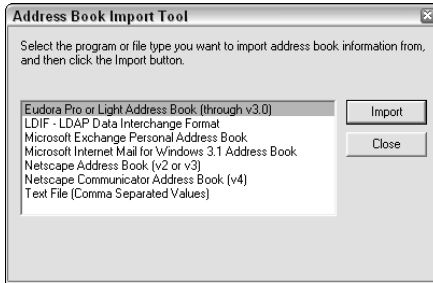 Address Book Import Tool
Select the program or file type you want to import address book information from,
and then click the Import button.
Eudora Pro or Light Address Book (through v3.0)
LDIF - LDAP Data Interchange Format
Microsoft Exchange Personal Address Book
Microsoft Internet Mail for Windows 3.1 Address Book
Netscape Address Book (v2 or v3)
Netscape Communicator Address Book (v4)
Text File (Comma Separated Values)
Import
Close